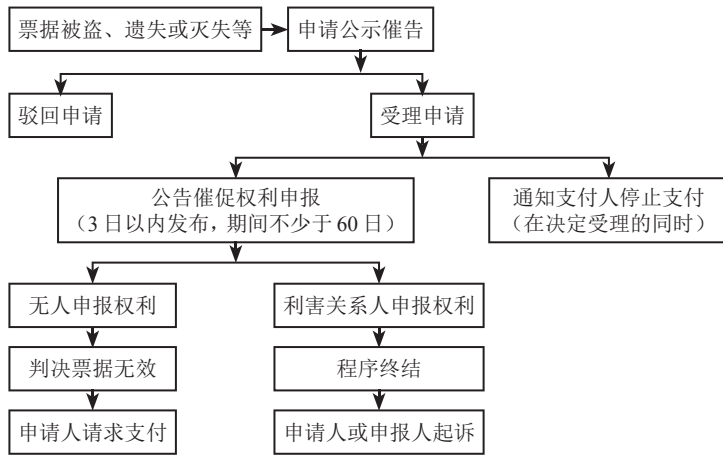 票据被盗、遗失或灭失等
申请公示催告
驳回申请
受理申请
公告催促权利申报
（3日以内发布，期间不少于60日）
通知支付人停止支付
（在决定受理的同时）
无人申报权利
利害关系人申报权利
判决票据无效
程序终结
申请人请求支付
申请人或申报人起诉